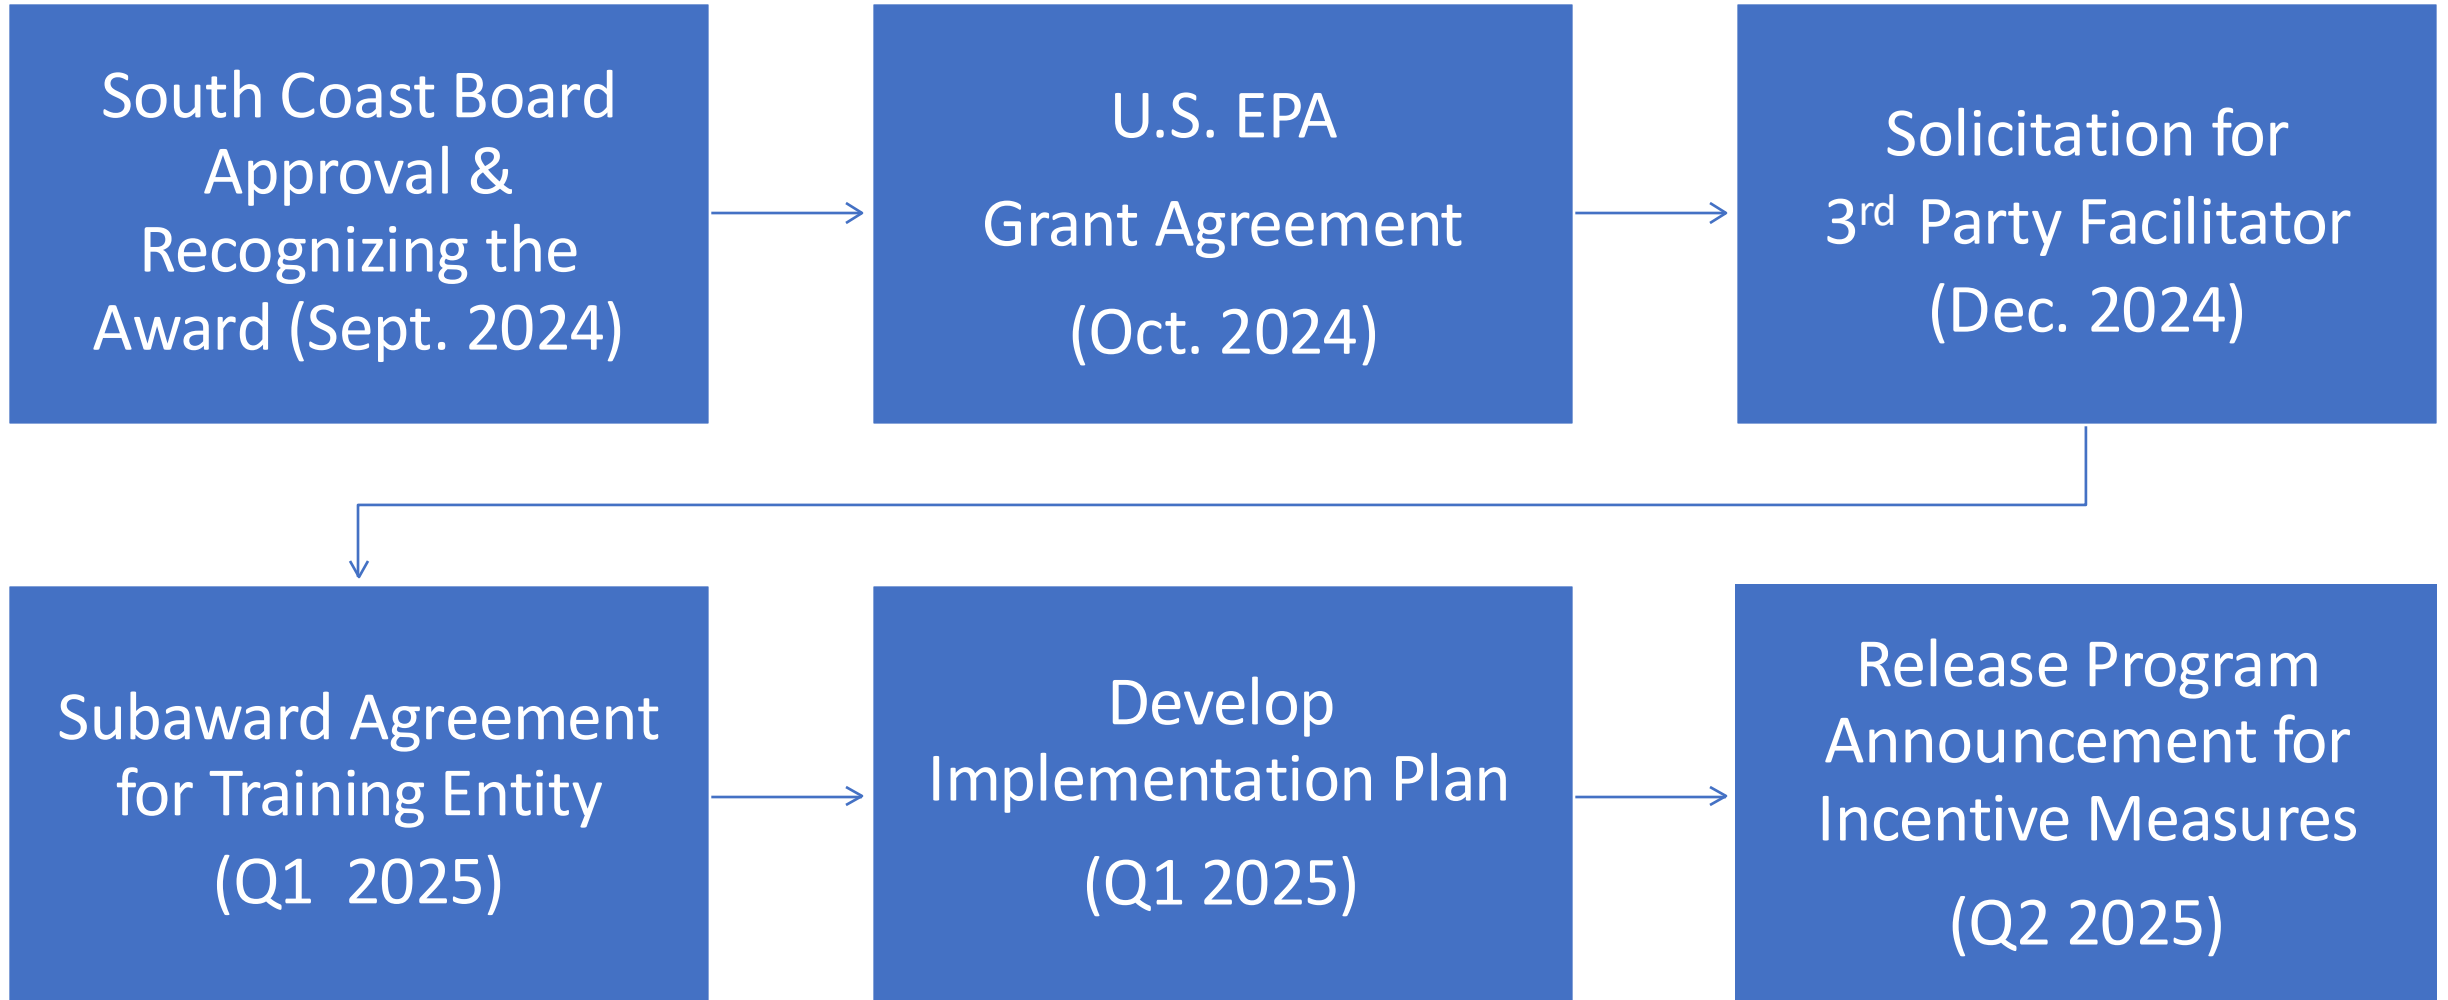 South Coast Board
Approval &
Recognizing the
Award (Sept. 2024)
U.S. EPA
Grant Agreement
(Oct. 2024)
Solicitation for
3rd Party Facilitator
(Dec. 2024)
Subaward Agreement
for Training Entity
(Q1  2025)
Develop
Implementation Plan
(Q1 2025)
Release Program
Announcement for
Incentive Measures
(Q2 2025)